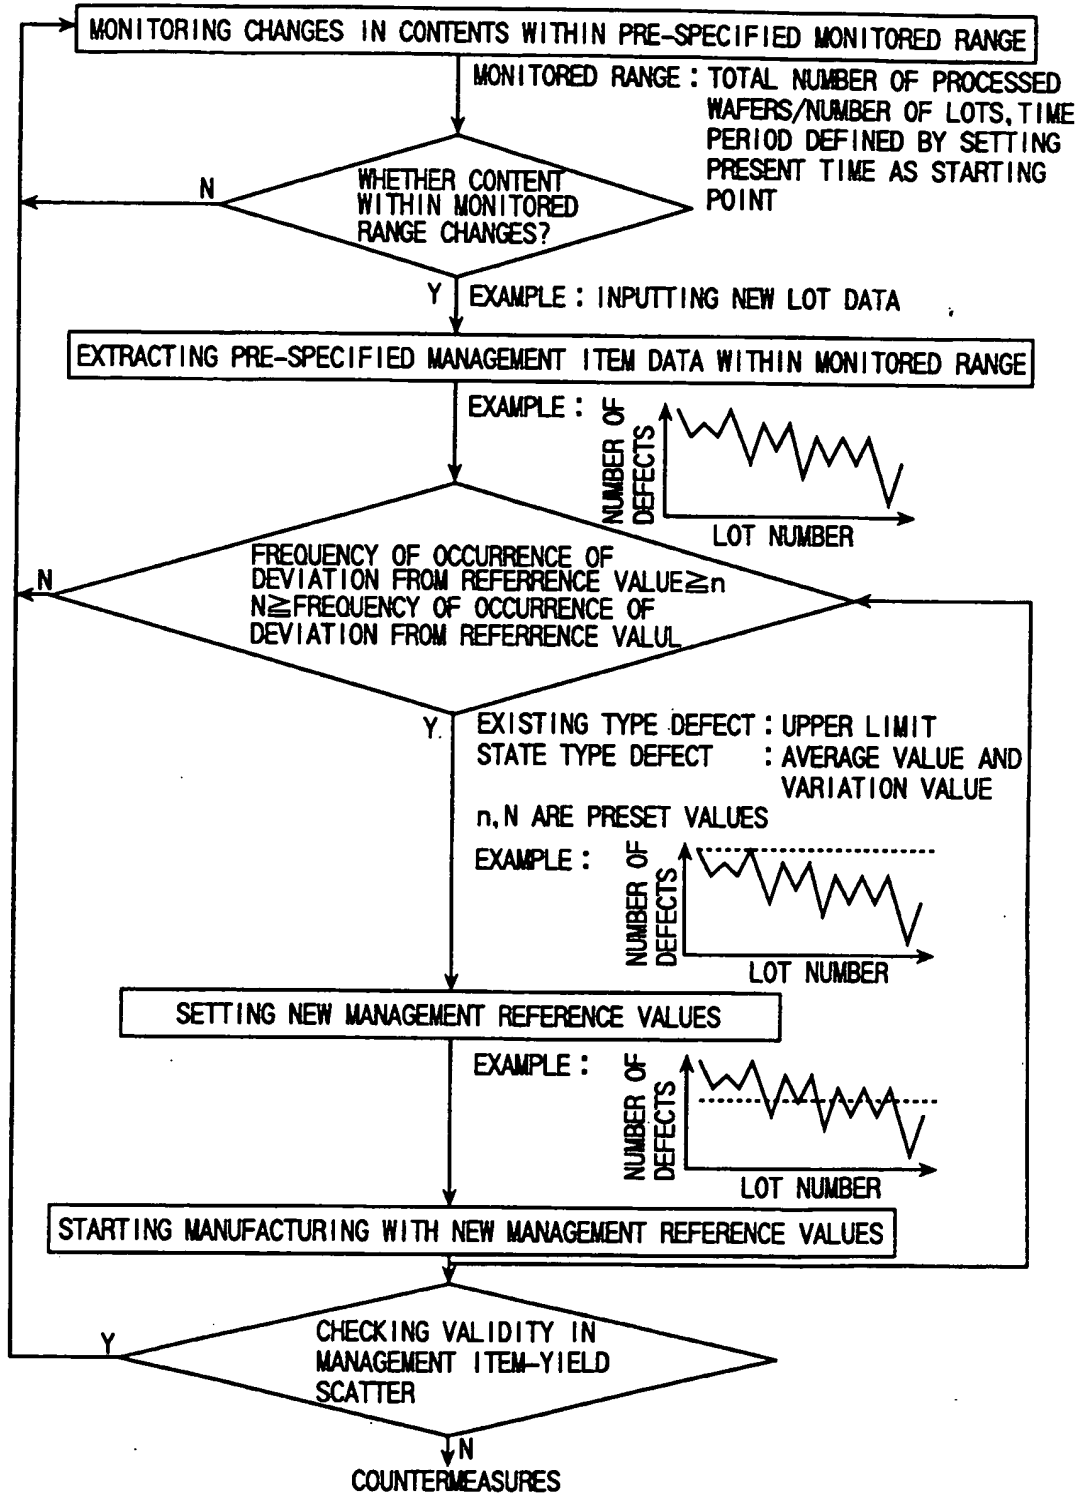 MONITORING CHANGES IN CONTENTS WITHIN PRE-SPECIFIED MONITORED RANGE
MONITORED RANGE : TOTAL NUMBER OF PROCESSED
WAFERS/NUMBER OF LOTS, TIME
PERIOD DEFINED BY SETTING
PRESENT TIME AS STARTING
POINT
WHETHER CONTENT
WITHIN MONITORED
RANGE CHANGES?
N
Y
EXAMPLE : INPUTTING NEW LOT DATA
EXTRACTING PRE-SPECIFIED MANAGEMENT ITEM DATA WITHIN MONITORED RANGE
EXAMPLE :
NUMBER OF
DEFECTS
LOT NUMBER
FREQUENCY OF OCCURRENCE OF
DEVIATION FROM REFERRENCE VALUE≧n
N≧FREQUENCY OF OCCURRENCE OF
DEVIATION FROM REFERRENCE VALUL
N
Y
EXISTING TYPE DEFECT : UPPER LIMIT
STATE TYPE DEFECT : AVERAGE VALUE AND
VARIATION VALUE
n, N ARE PRESET VALUES
EXAMPLE :
NUMBER OF
DEFECTS
LOT NUMBER
SETTING NEW MANAGEMENT REFERENCE VALUES
EXAMPLE :
NUMBER OF
DEFECTS
LOT NUMBER
STARTING MANUFACTURING WITH NEW MANAGEMENT REFERENCE VALUES
CHECKING VALIDITY IN
MANAGEMENT ITEM-YIELD
SCATTER
Y
N
COUNTERMEASURES